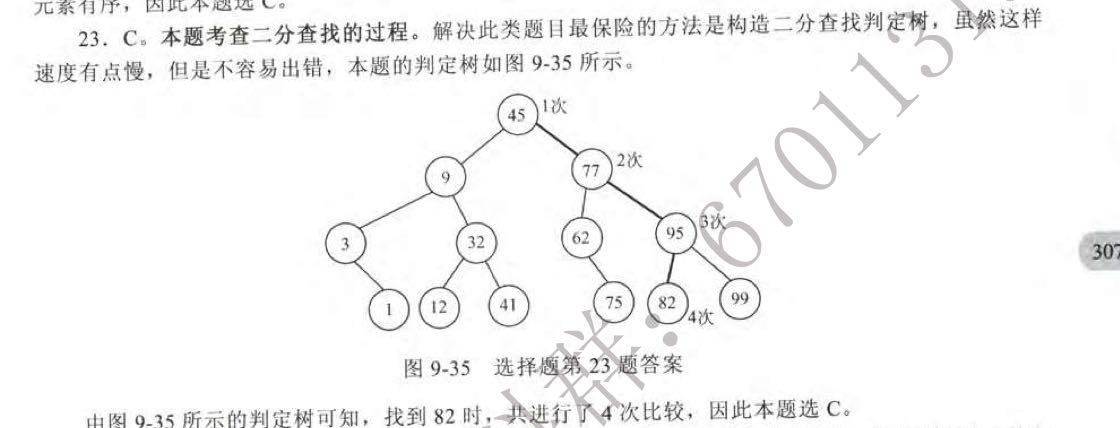 元素有序，因此本题选 C。
23．C。本题考查二分查找的过程。解决此类题目最保险的方法是构造二分查找判定树，虽然这样
速度有点慢，但是不容易出错，本题的判定树如图 9-35 所示。
45 1次
9 77 2次
3 32 62 95 3次
1 12 41 75 82 4次 99
307
图 9-35 选择题第 23 题答案
由图 9-35 所示的判定树可知，找到 82 时，共进行了 4 次比较，因此本题选 C。
群：6701131